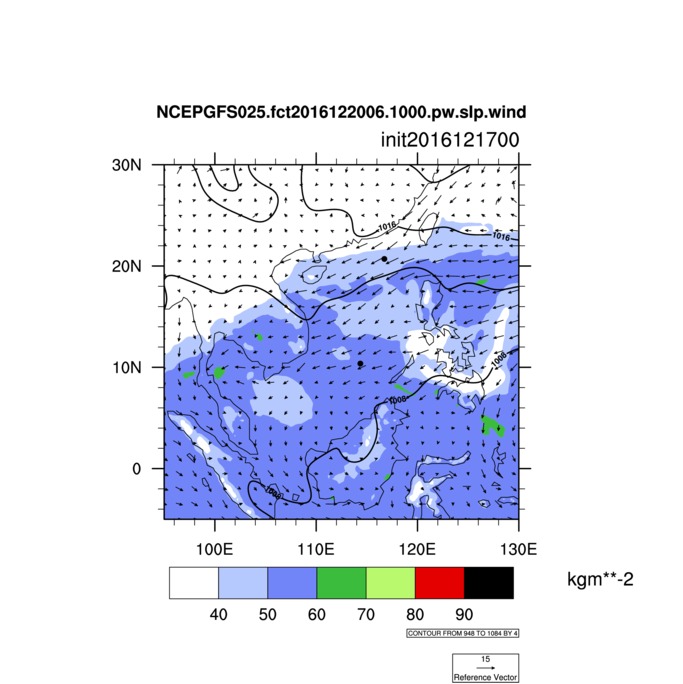 NCEPGFS025.fct2016122006.1000.pw.slp.wind
init2016121700
30N
20N
10N
0
100E
110E
120E
130E
1016
1016
1008
1008
1008
kgm**-2
40
50
60
70
80
90
CONTOUR FROM 948 TO 1084 BY 4
15
Reference Vector